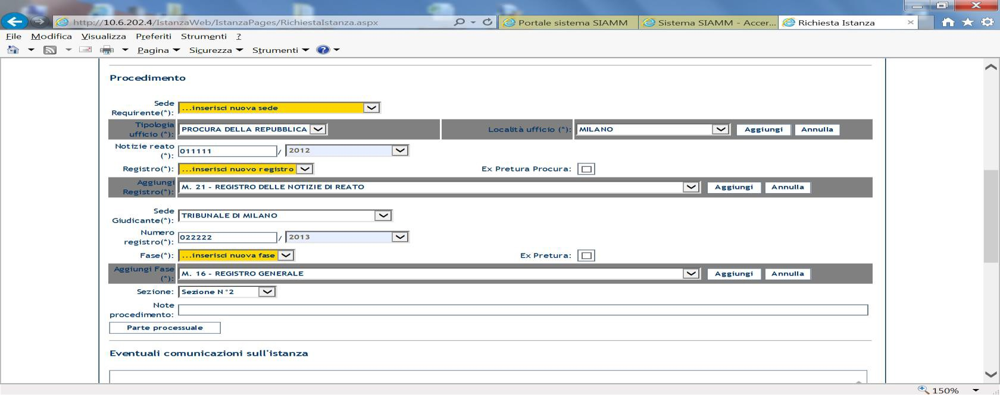 http://10.6.202.4/IstanzaWeb/IstanzaPages/RichiestaIstanza.aspx
Portale sistema SIAMM
Sistema SIAMM - Accer...
Richiesta Istanza
File Modifica Visualizza Preferiti Strumenti ?
Pagina Sicurezza Strumenti
Procedimento
Sede Requirente(*): ...inserisci nuova sede
Tipologia ufficio (*): PROCURA DELLA REPUBBLICA Località ufficio (*): MILANO Aggiungi Annulla
Notizie reato (*): 011111 / 2012
Registro(*): ...inserisci nuovo registro Ex Pretura Procura:
Aggiungi Registro(*): M. 21 - REGISTRO DELLE NOTIZIE DI REATO Aggiungi Annulla
Sede Giudicante(*): TRIBUNALE DI MILANO
Numero registro(*): 022222 / 2013
Fase(*): ...inserisci nuova fase Ex Pretura:
Aggiungi Fase (*): M. 16 - REGISTRO GENERALE Aggiungi Annulla
Sezione: Sezione N°2
Note procedimento:
Parte processuale
Eventuali comunicazioni sull'istanza
150%